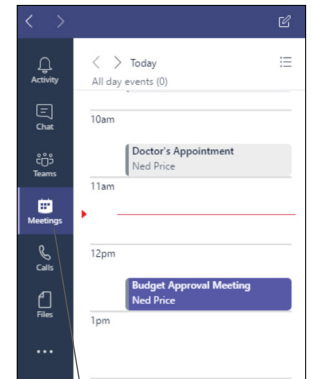 Activity
Chat
Teams
Meetings
Calls
Files
Today
All day events (0)
10am
Doctor's Appointment
Ned Price
11am
12pm
Budget Approval Meeting
Ned Price
1pm